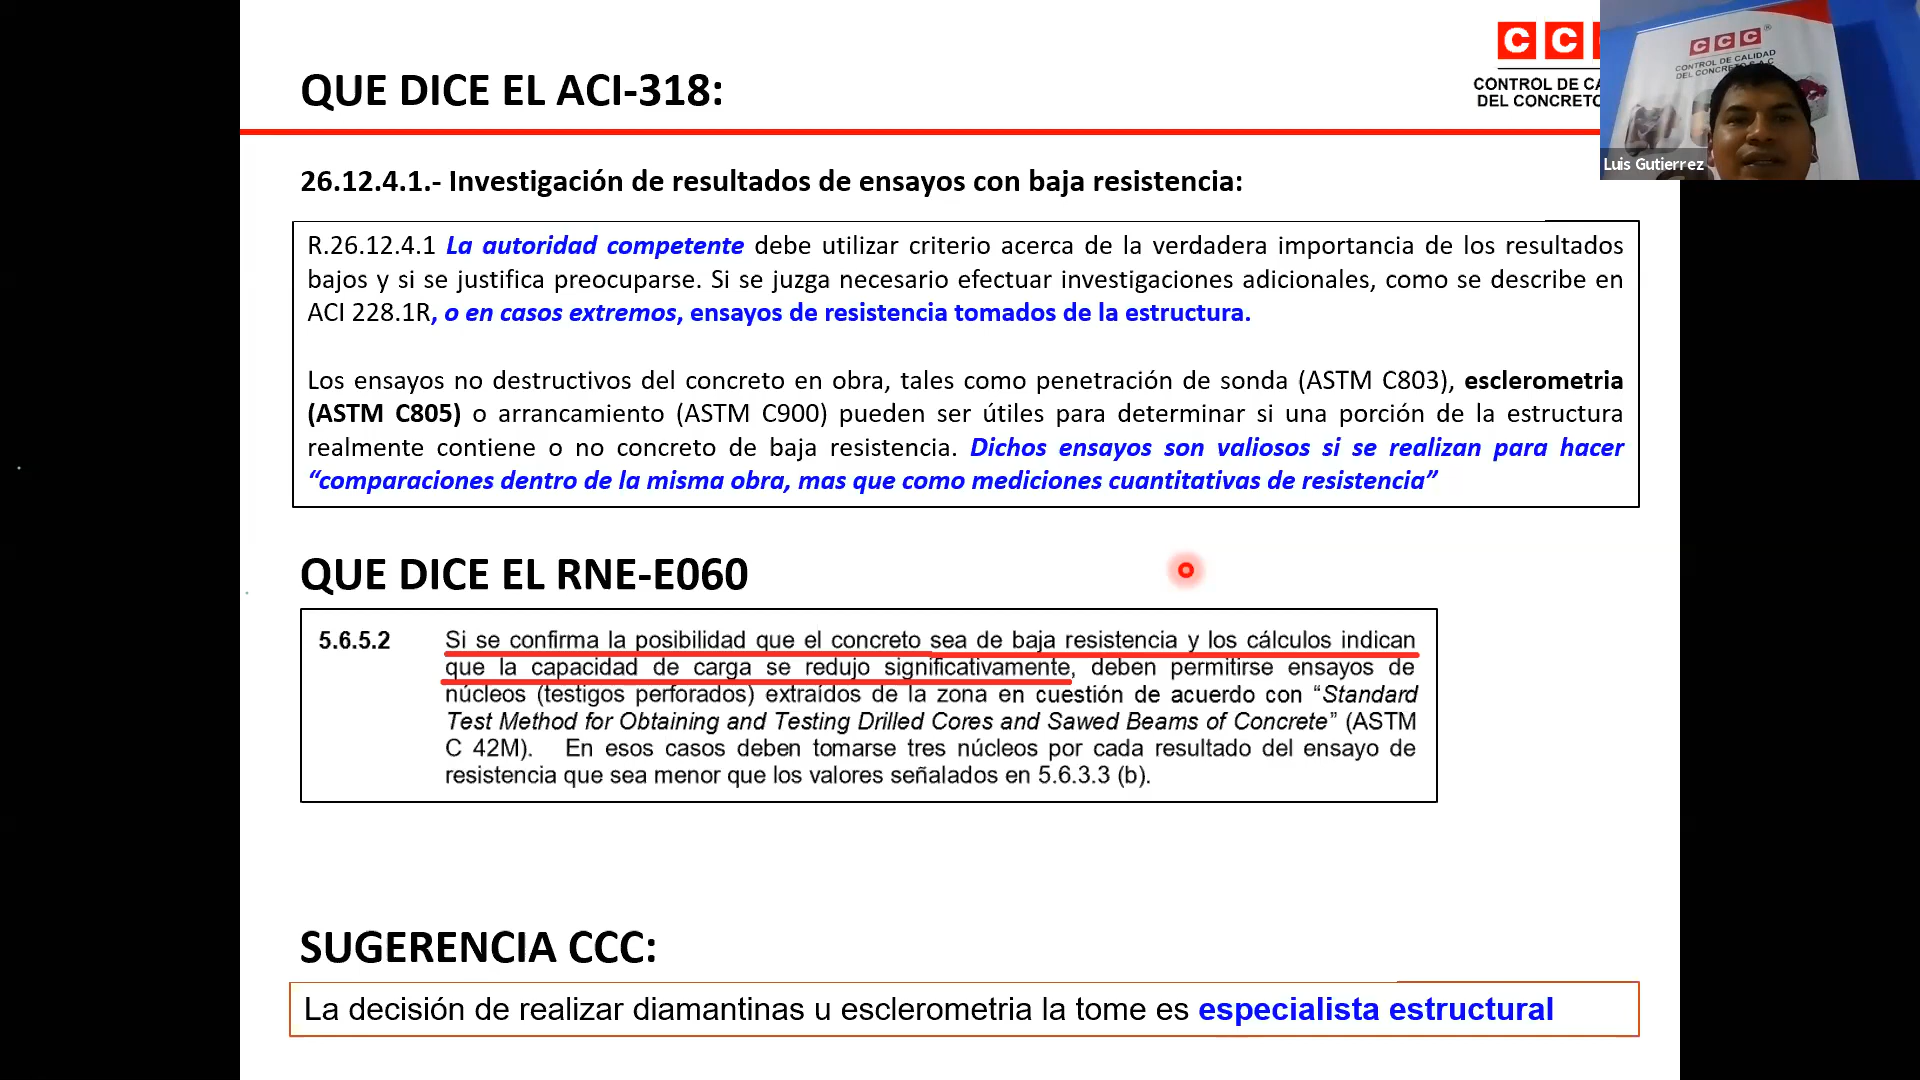 QUE DICE EL ACI-318:
CC
CONTROL DE CA
DEL CONCRETO
CCC®
CONTROL DE CALIDAD
DEL CONCRETO S.A.C
Luis Gutierrez
26.12.4.1.- Investigación de resultados de ensayos con baja resistencia:
R.26.12.4.1 La autoridad competente debe utilizar criterio acerca de la verdadera importancia de los resultados
bajos y si se justifica preocuparse. Si se juzga necesario efectuar investigaciones adicionales, como se describe en
ACI 228.1R, o en casos extremos, ensayos de resistencia tomados de la estructura.
Los ensayos no destructivos del concreto en obra, tales como penetración de sonda (ASTM C803), esclerometria
(ASTM C805) o arrancamiento (ASTM C900) pueden ser útiles para determinar si una porción de la estructura
realmente contiene o no concreto de baja resistencia. Dichos ensayos son valiosos si se realizan para hacer
“comparaciones dentro de la misma obra, mas que como mediciones cuantitativas de resistencia”
QUE DICE EL RNE-E060
5.6.5.2 Si se confirma la posibilidad que el concreto sea de baja resistencia y los cálculos indican
que la capacidad de carga se redujo significativamente, deben permitirse ensayos de
núcleos (testigos perforados) extraídos de la zona en cuestión de acuerdo con “Standard
Test Method for Obtaining and Testing Drilled Cores and Sawed Beams of Concrete” (ASTM
C 42M). En esos casos deben tomarse tres núcleos por cada resultado del ensayo de
resistencia que sea menor que los valores señalados en 5.6.3.3 (b).
SUGERENCIA CCC:
La decisión de realizar diamantinas u esclerometria la tome es especialista estructural